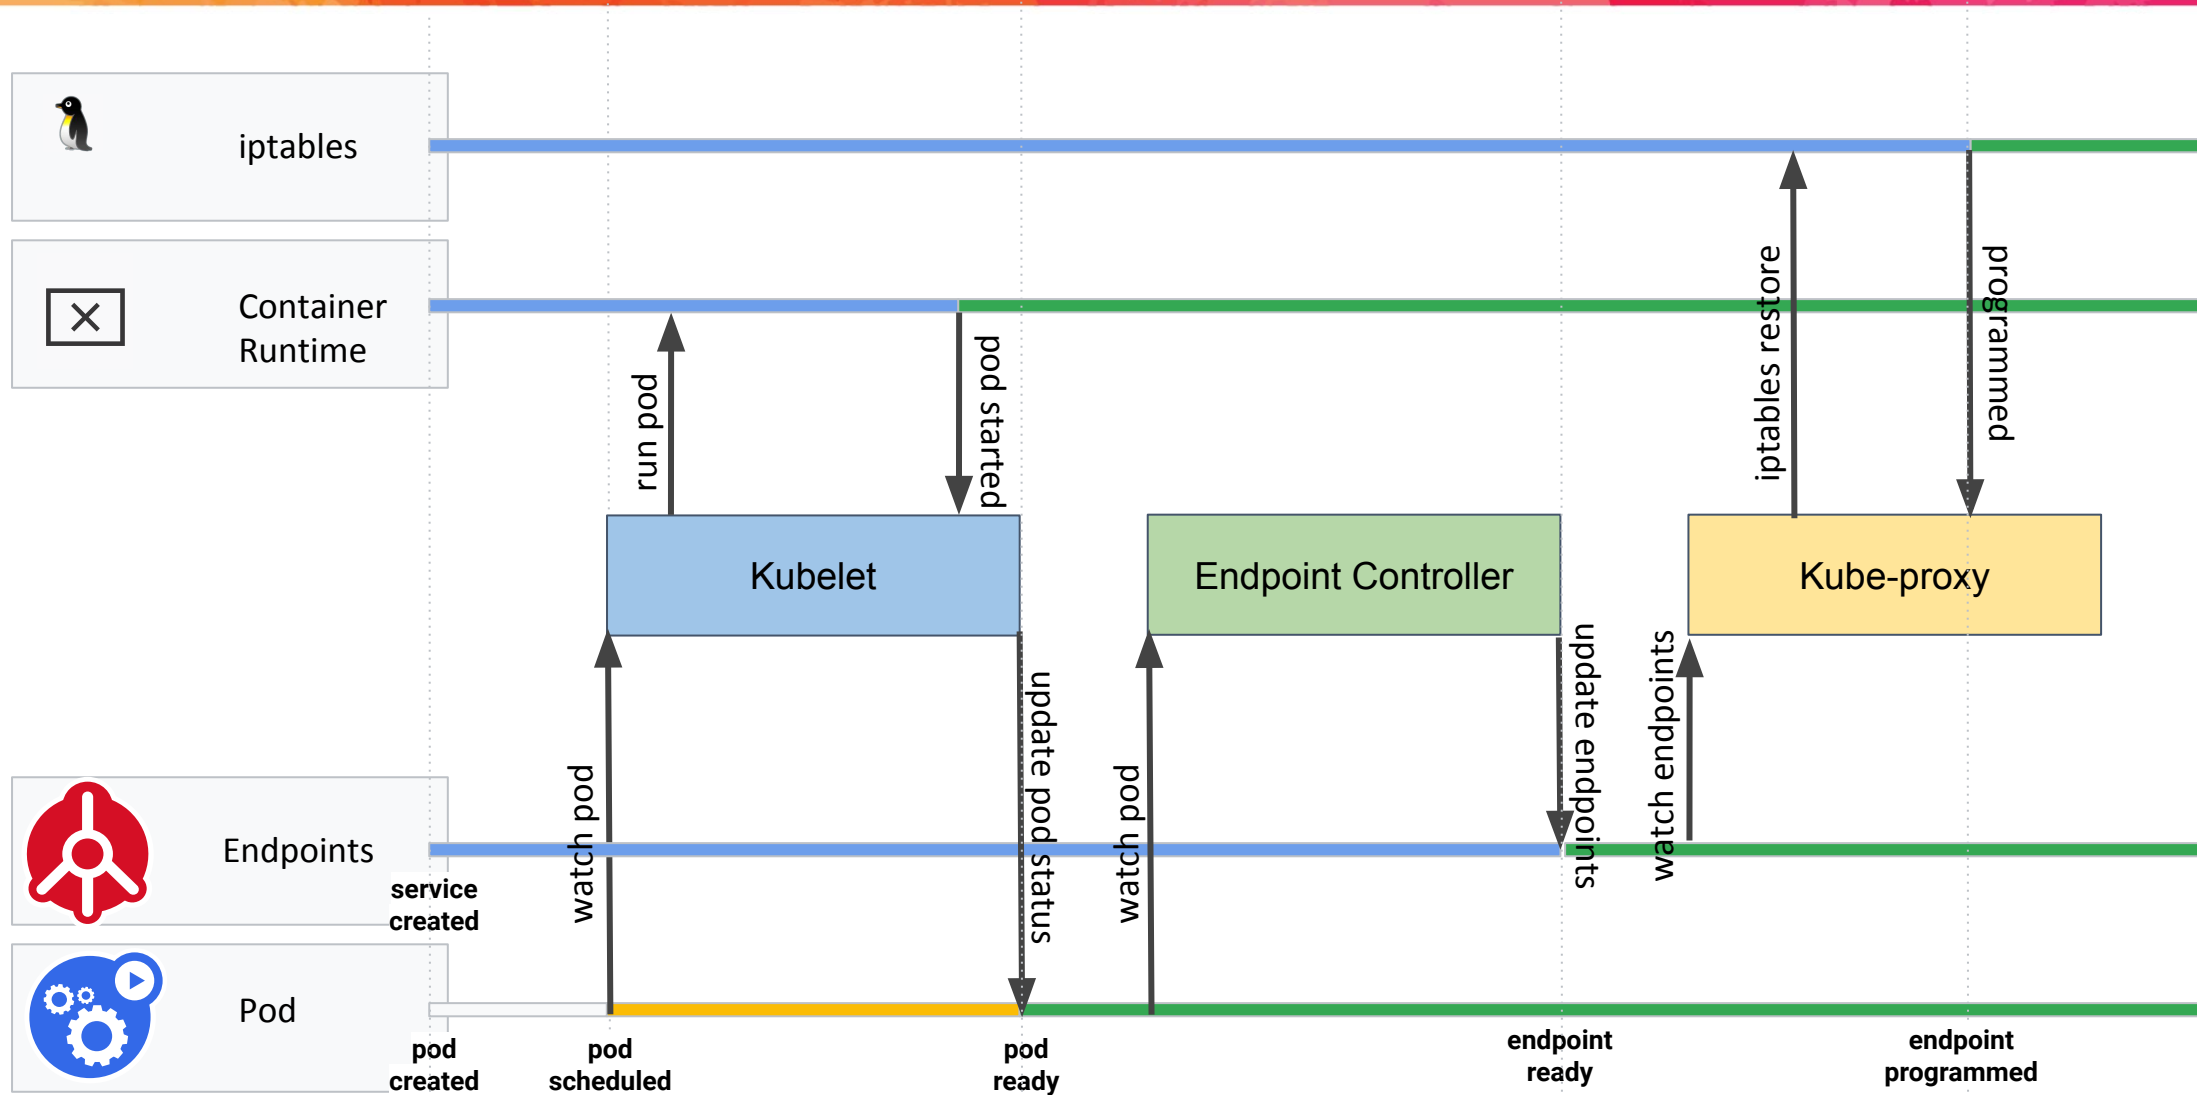 iptables
Container
Runtime
run pod
pod started
iptables restore
programmed
Kubelet
Endpoint Controller
Kube-proxy
watch pod
update pod status
watch pod
update endpoints
watch endpoints
Endpoints
service
created
Pod
pod
created
pod
scheduled
pod
ready
endpoint
ready
endpoint
programmed